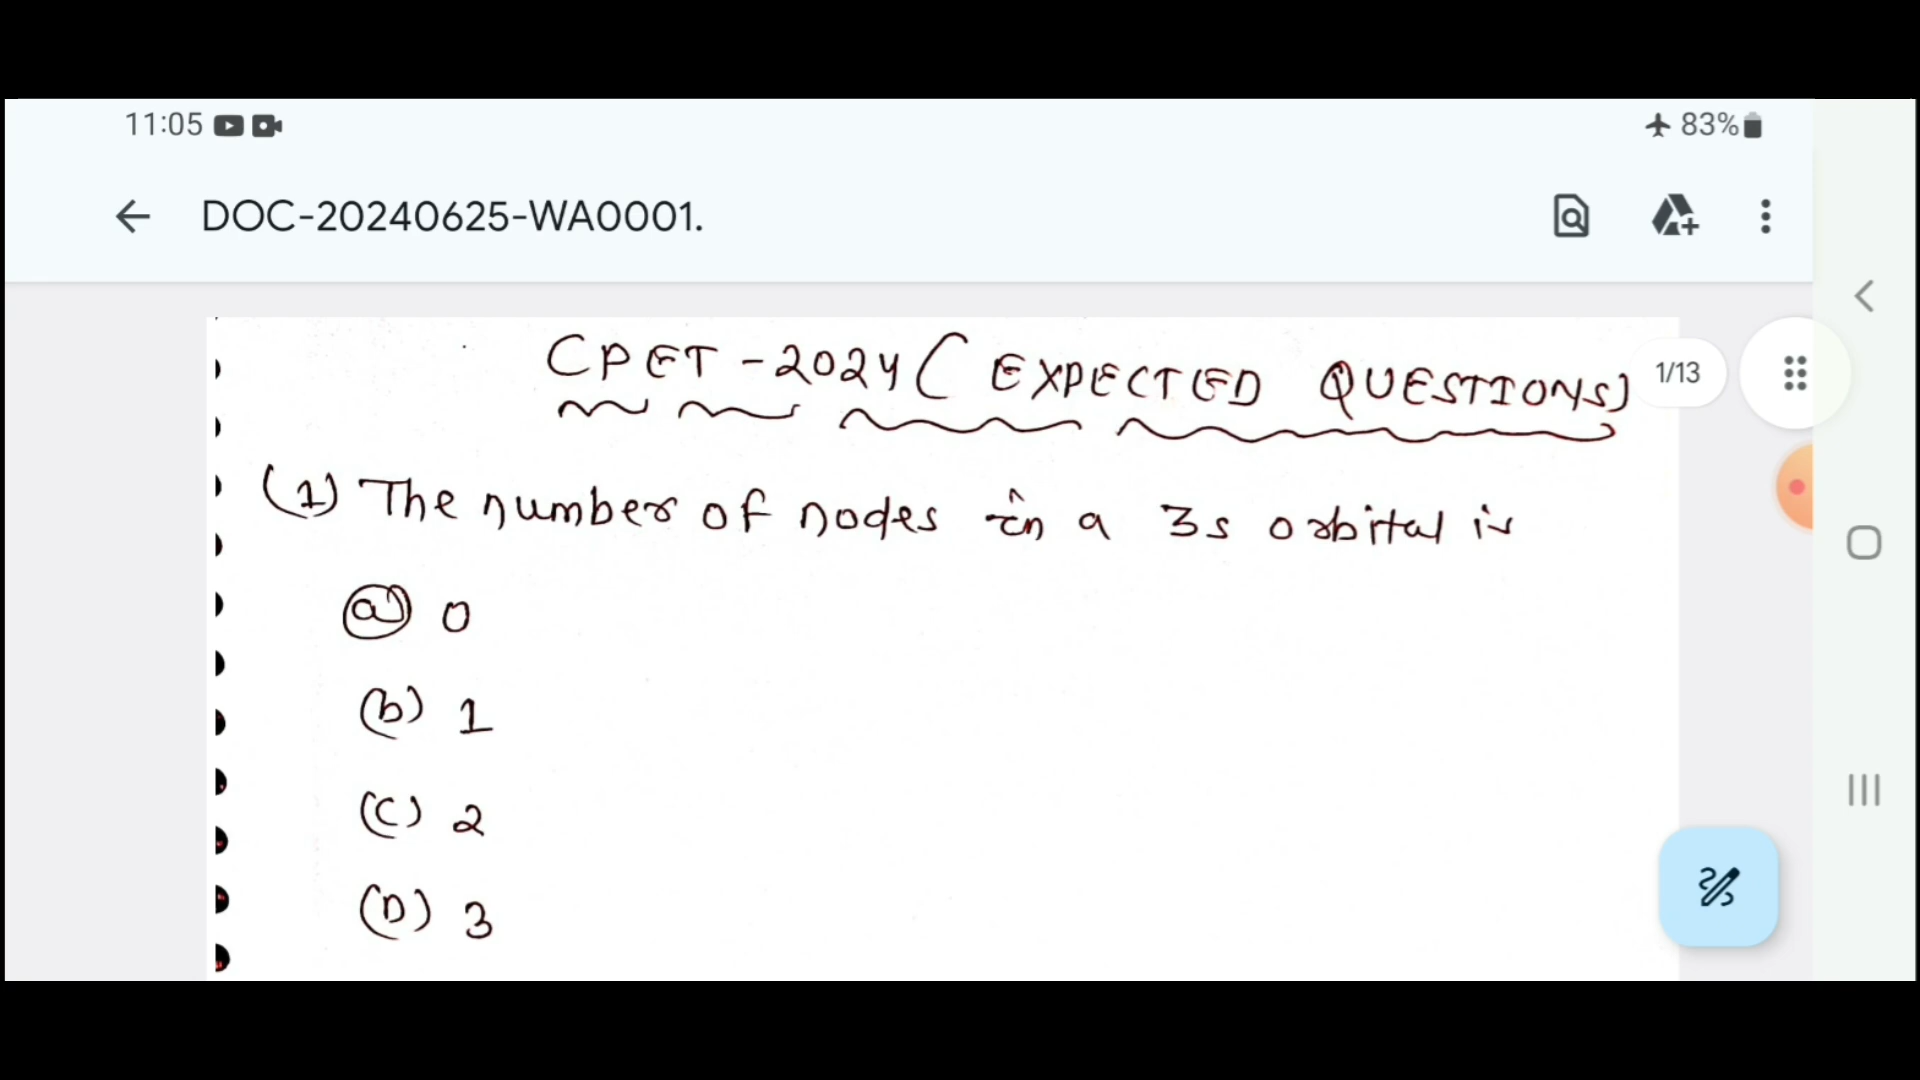 11:05
83%
DOC-20240625-WA0001.
CPET -2024 ( EXPECTED QUESTIONS)
1/13
(1) The number of nodes in a 3s orbital is
(a) 0
(b) 1
(C) 2
(D) 3